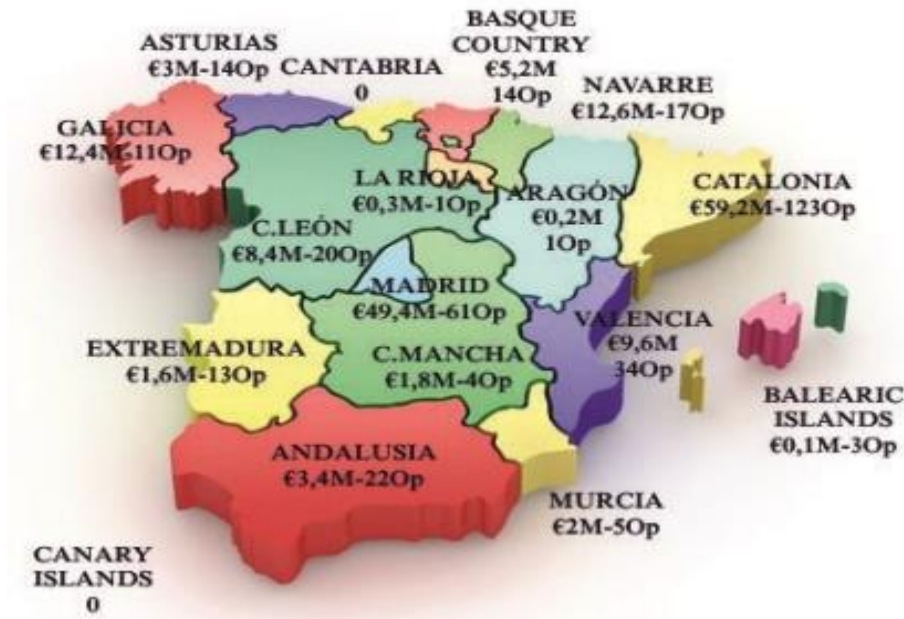 ASTURIAS
€3M-14Op
CANTABRIA
0
BASQUE
COUNTRY
€5,2M
14Op
NAVARRE
€12,6M-17Op
GALICIA
€12,4M-11Op
LA RIOJA
€0,3M-1Op
ARAGÓN
€0,2M
1Op
CATALONIA
€59,2M-123Op
C.LEÓN
€8,4M-20Op
MADRID
€49,4M-61Op
VALENCIA
€9,6M
34Op
EXTREMADURA
€1,6M-13Op
C.MANCHA
€1,8M-4Op
BALEARIC
ISLANDS
€0,1M-3Op
ANDALUSIA
€3,4M-22Op
MURCIA
€2M-5Op
CANARY
ISLANDS
0